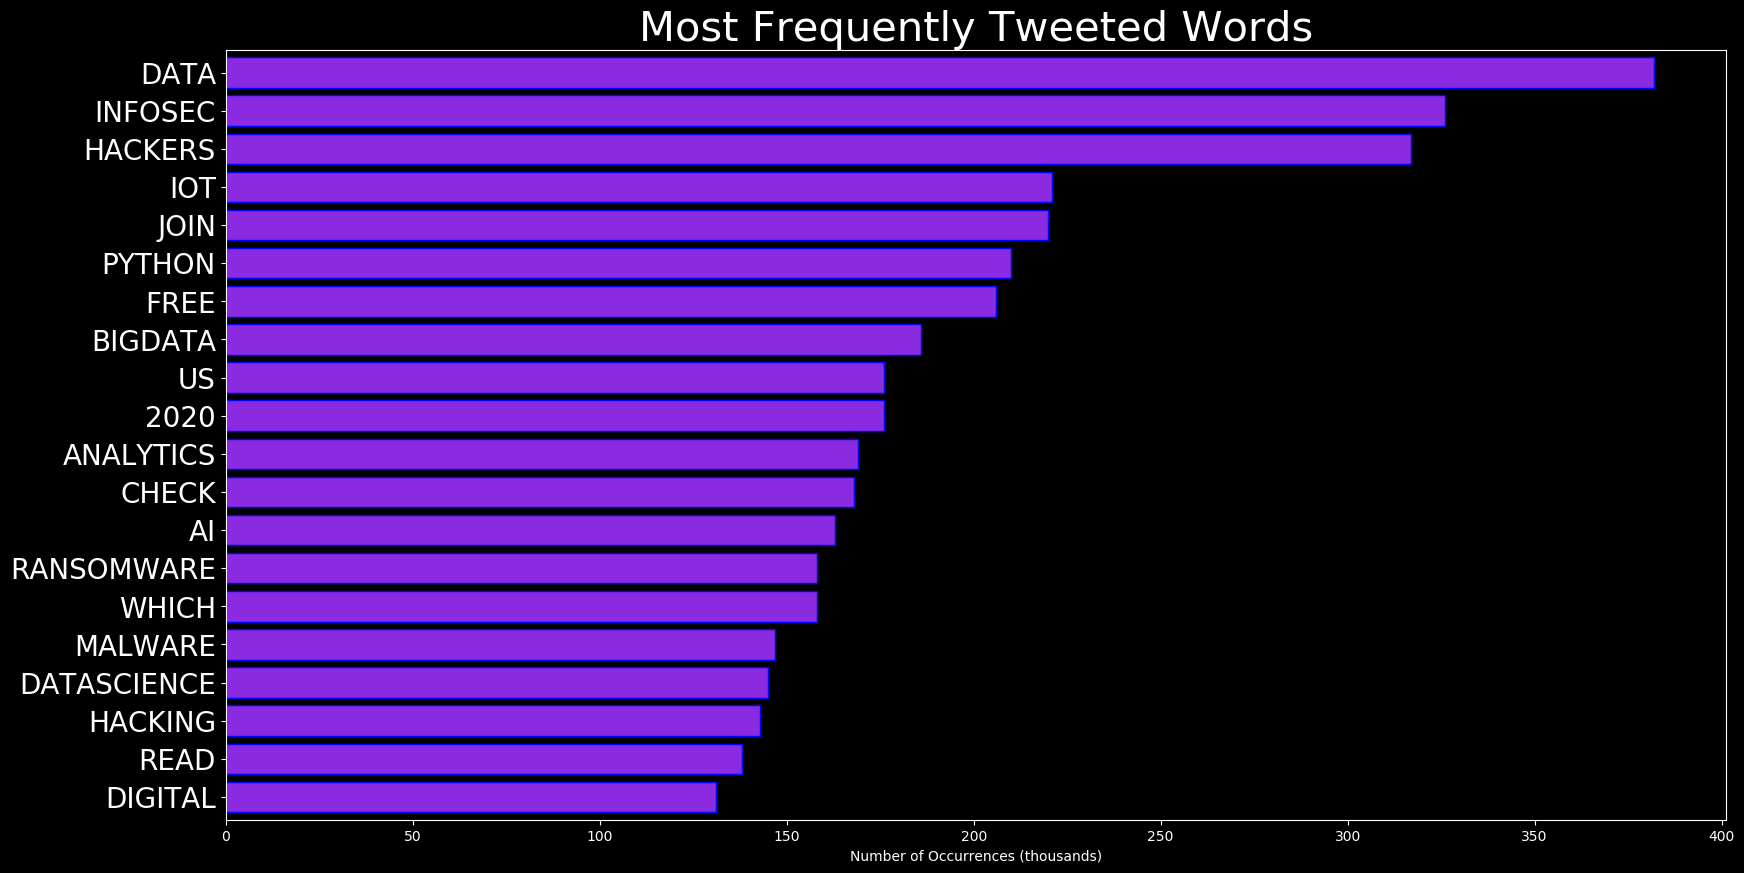 Most Frequently Tweeted Words
DATA
INFOSEC
HACKERS
IOT
JOIN
PYTHON
FREE
BIGDATA
US
2020
ANALYTICS
CHECK
AI
RANSOMWARE
WHICH
MALWARE
DATASCIENCE
HACKING
READ
DIGITAL
0 50 100 150 200 250 300 350 400
Number of Occurrences (thousands)